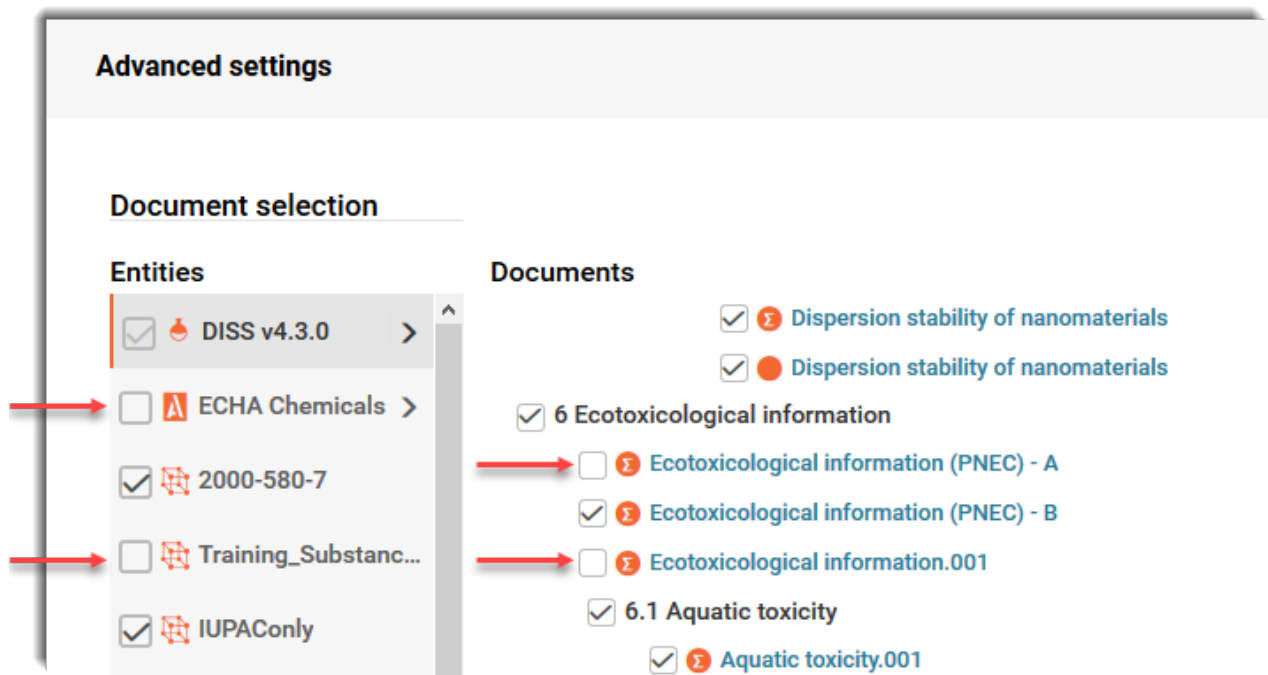 Advanced settings
Document selection
Entities
Documents
DISS v4.3.0
ECHA Chemicals
2000-580-7
Training_Substanc...
IUPAConly
Σ Dispersion stability of nanomaterials
Dispersion stability of nanomaterials
6 Ecotoxicological information
Σ Ecotoxicological information (PNEC) - A
Σ Ecotoxicological information (PNEC) - B
Σ Ecotoxicological information.001
6.1 Aquatic toxicity
Σ Aquatic toxicity.001